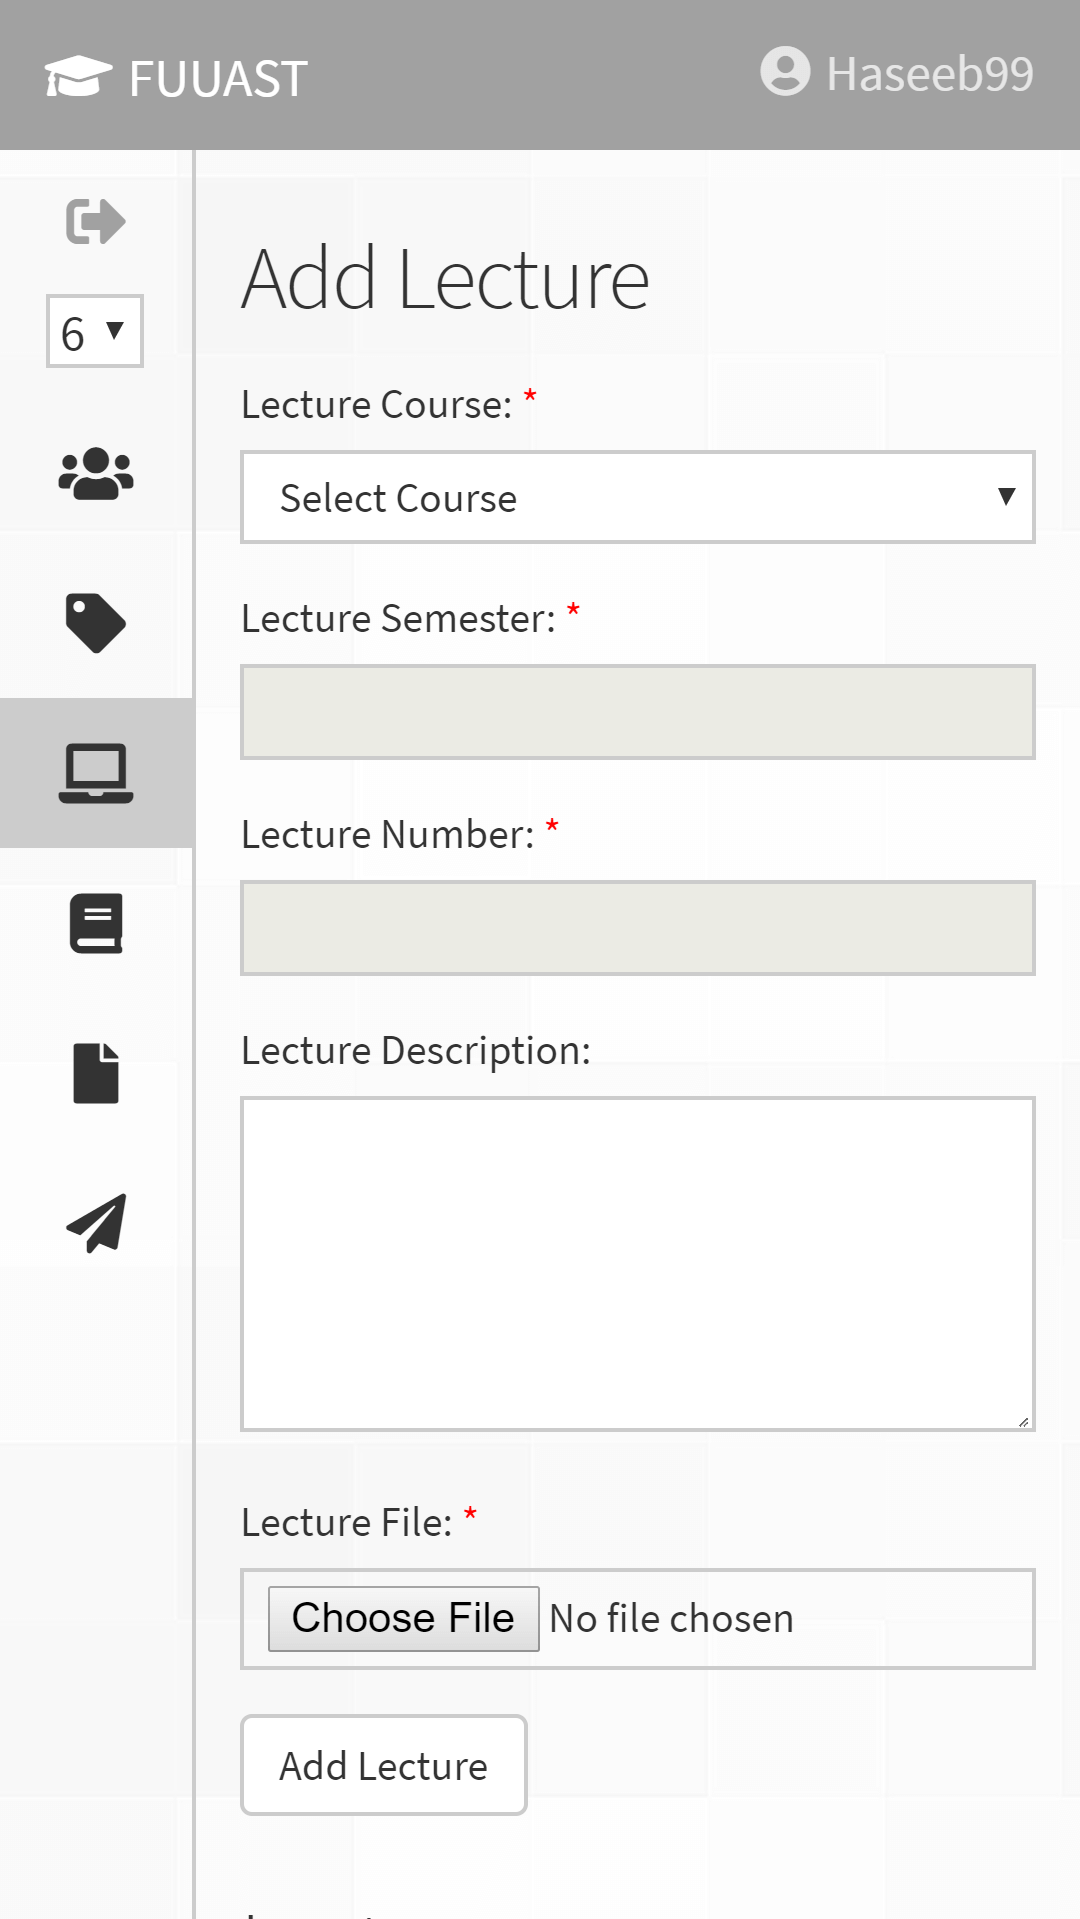 FUUAST
Haseeb99
6
Add Lecture
Lecture Course: *
Select Course
Lecture Semester: *
Lecture Number: *
Lecture Description:
Lecture File: *
Choose File No file chosen
Add Lecture